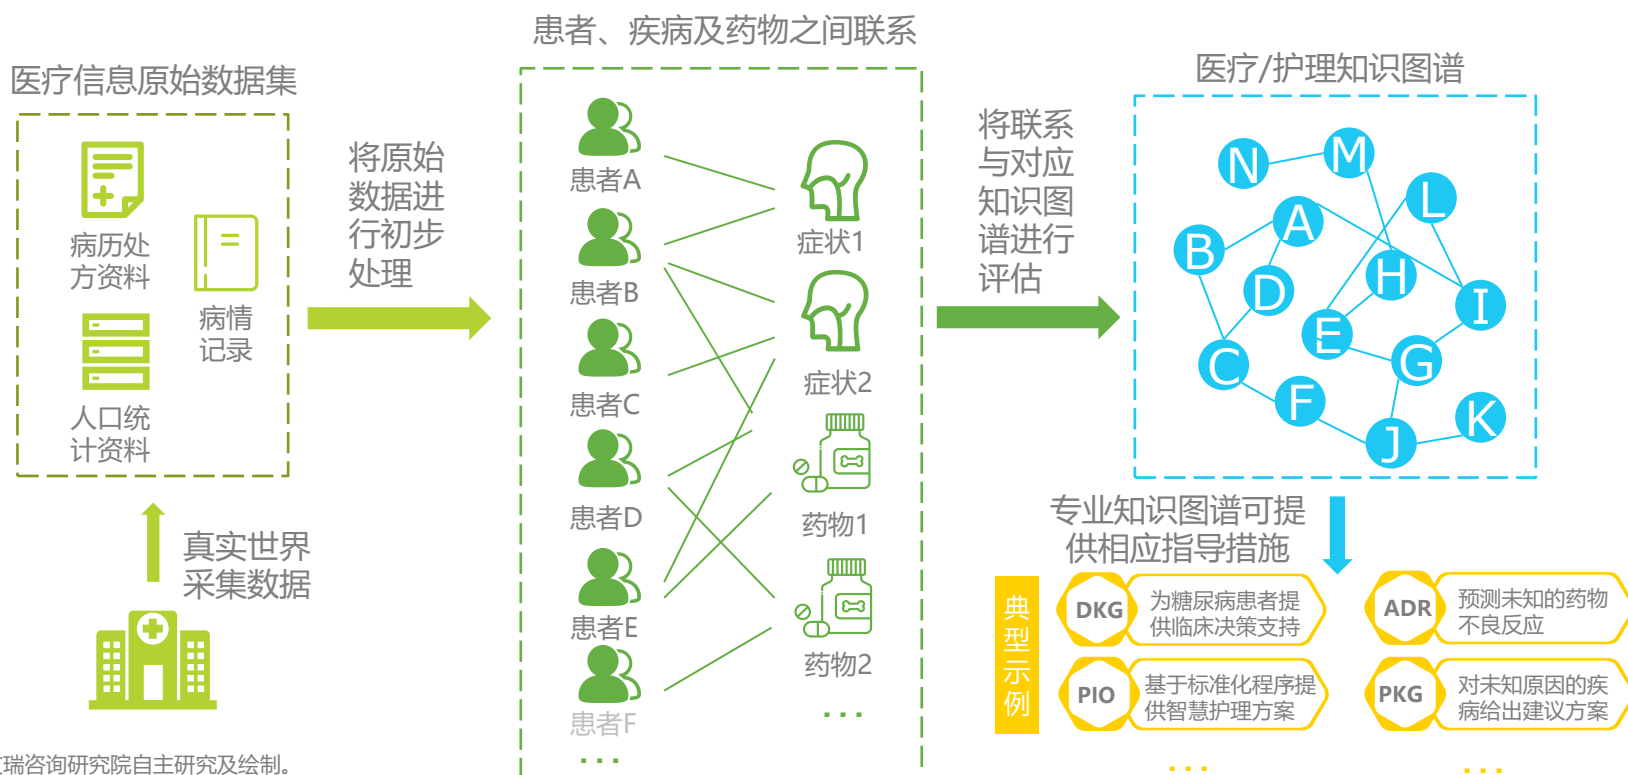 医疗信息原始数据集
病历处
方资料
病情
记录
人口统
计资料
真实世界
采集数据
将原始
数据进
行初步
处理
患者、疾病及药物之间联系
患者A
患者B
患者C
患者D
患者E
患者F
...
症状1
症状2
药物1
药物2
...
将联系
与对应
知识图
谱进行
评估
医疗/护理知识图谱
N
M
L
A
B
H
D
I
E
G
C
F
K
J
专业知识图谱可提
供相应指导措施
典
型
示
例
DKG
为糖尿病患者提
供临床决策支持
ADR
预测未知的药物
不良反应
PIO
基于标准化程序提
供智慧护理方案
PKG
对未知原因的疾
病给出建议方案
...
...
瑞咨询研究院自主研究及绘制。